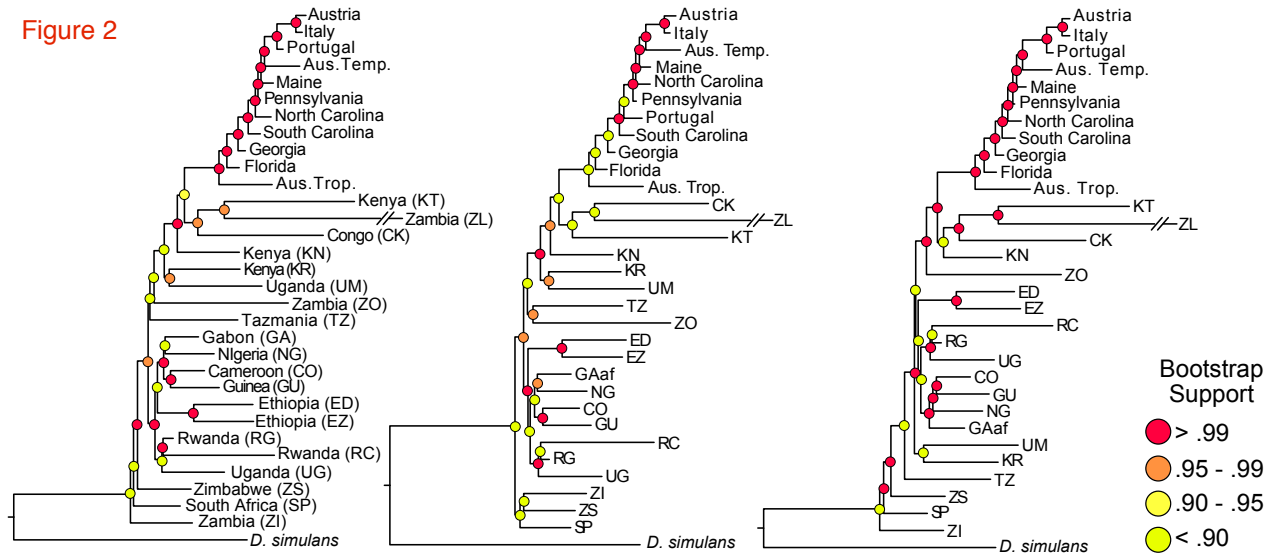 Figure 2
Austria
Italy
Portugal
Aus. Temp.
Maine
Pennsylvania
North Carolina
South Carolina
Georgia
Florida
Aus. Trop.
Kenya (KT)
Zambia (ZL)
Congo (CK)
Kenya (KN)
Kenya (KR)
Uganda (UM)
Zambia (ZO)
Tazmania (TZ)
Gabon (GA)
NIgeria (NG)
Cameroon (CO)
Guinea (GU)
Ethiopia (ED)
Ethiopia (EZ)
Rwanda (RG)
Rwanda (RC)
Uganda (UG)
Zimbabwe (ZS)
South Africa (SP)
Zambia (ZI)
D. simulans
Austria
Italy
Aus. Temp.
Maine
North Carolina
Pennsylvania
Portugal
South Carolina
Georgia
Florida
Aus. Trop.
CK
ZL
KT
KN
KR
UM
TZ
ZO
ED
EZ
GAaf
NG
CO
GU
RC
RG
UG
ZI
ZS
SP
D. simulans
Austria
Italy
Portugal
Aus. Temp.
Maine
Pennsylvania
North Carolina
South Carolina
Georgia
Florida
Aus. Trop.
KT
ZL
CK
KN
ZO
ED
EZ
RC
RG
UG
CO
GU
NG
GAaf
UM
KR
TZ
ZS
SP
ZI
D. simulans
Bootstrap
Support
> .99
.95 - .99
.90 - .95
< .90